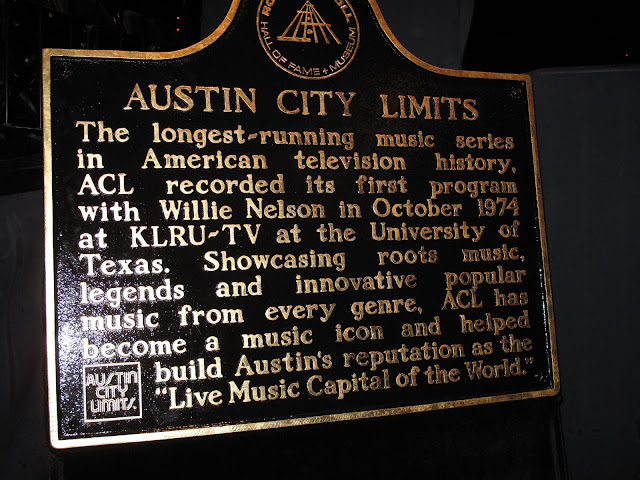 HALL OF FAME + MUSEUM
AUSTIN CITY LIMITS
The longest-running music series
in American television history,
ACL recorded its first program
with Willie Nelson in October 1974
at KLRU-TV at the University of
Texas. Showcasing roots music,
legends and innovative popular
music from every genre, ACL has
become a music icon and helped
build Austin's reputation as the
"Live Music Capital of the World."
AUSTIN
CITY
LIMITS